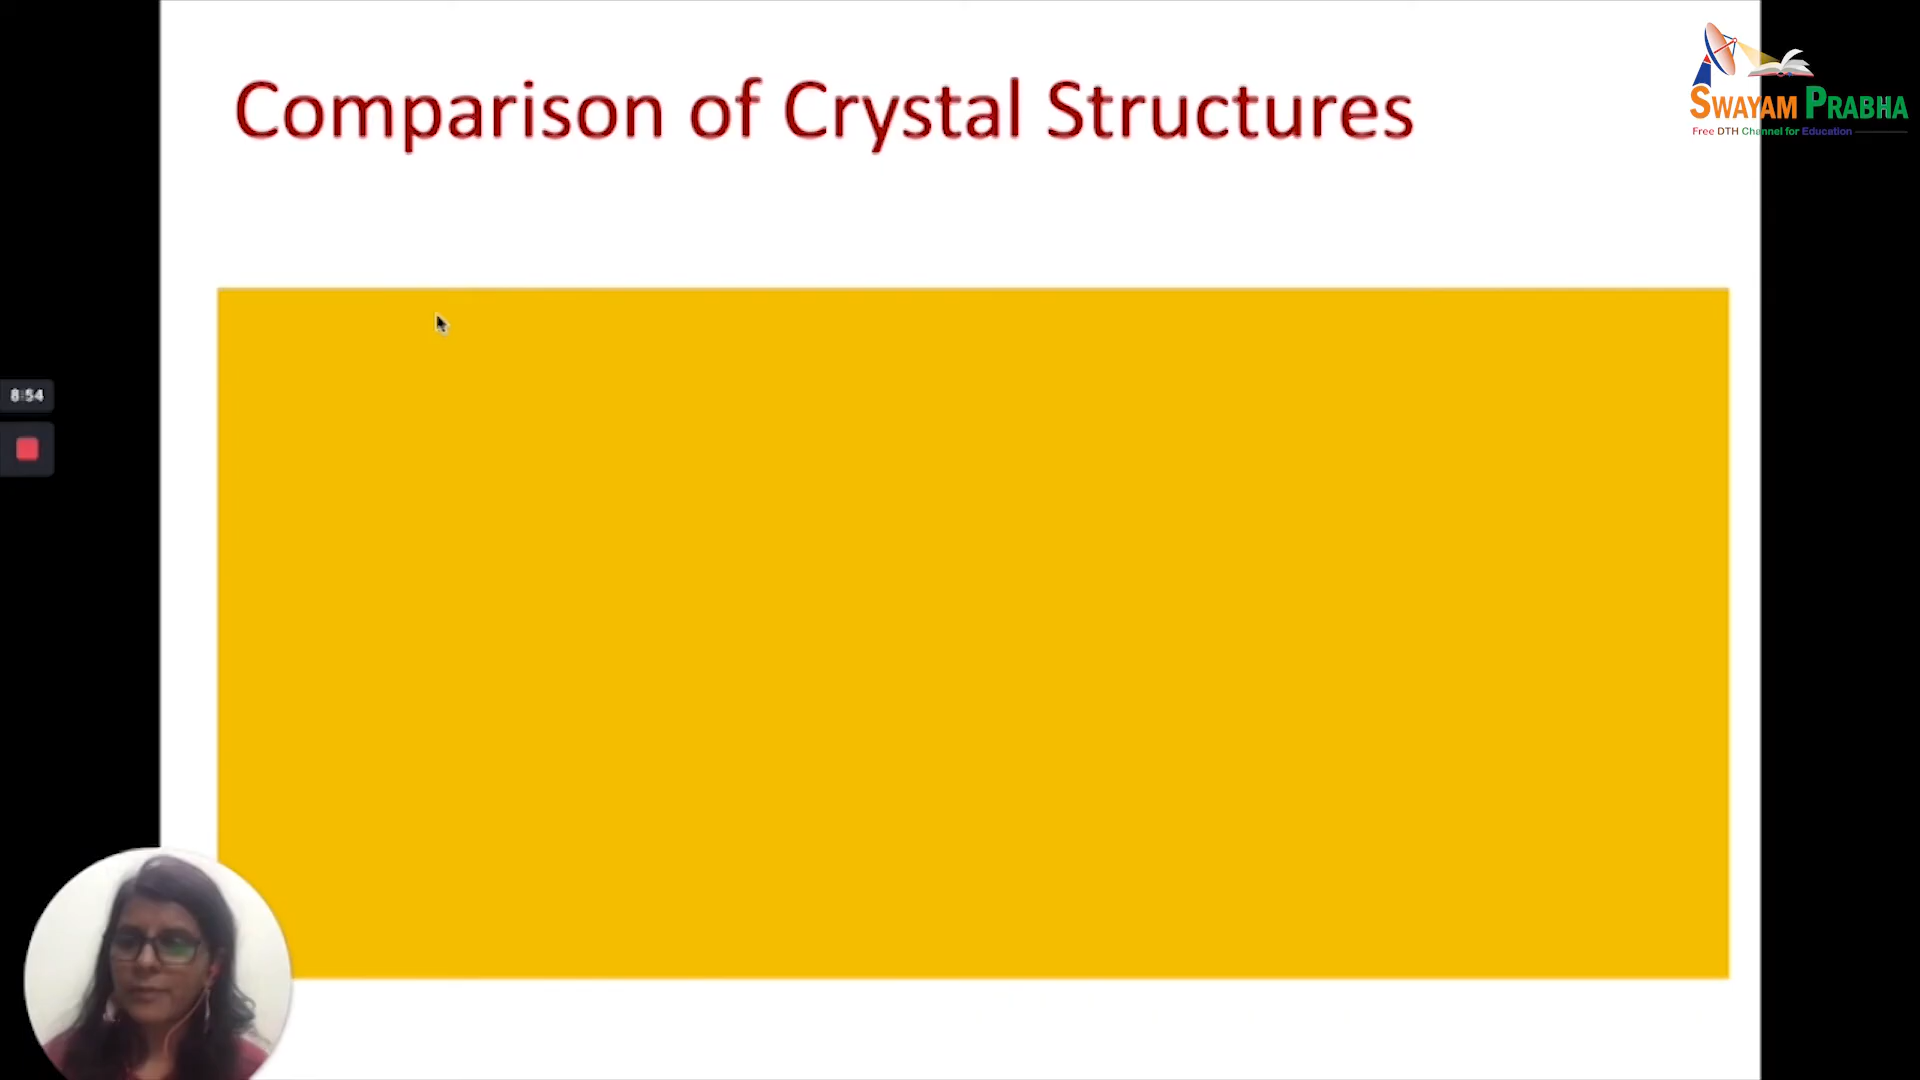 Comparison of Crystal Structures
SWAYAM PRABHA
Free DTH Channel for Education
8:54